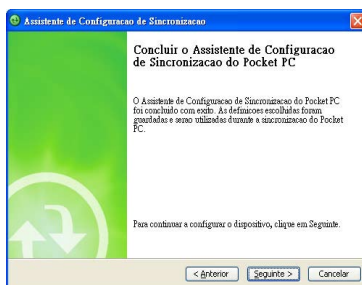 Assistente de Configuracao de Sincronizacao
Concluir o Assistente de Configuracao
de Sincronizacao do Pocket PC
O Assistente de Configuracao de Sincronizacao do Pocket PC
foi concluido com exito. As definicoes escolhidas foram
guardadas e serao utilizadas durante a sincronizacao do Pocket
PC.
Para continuar a configurar o dispositivo, clique em Seguinte.
< Anterior
Seguinte >
Cancelar